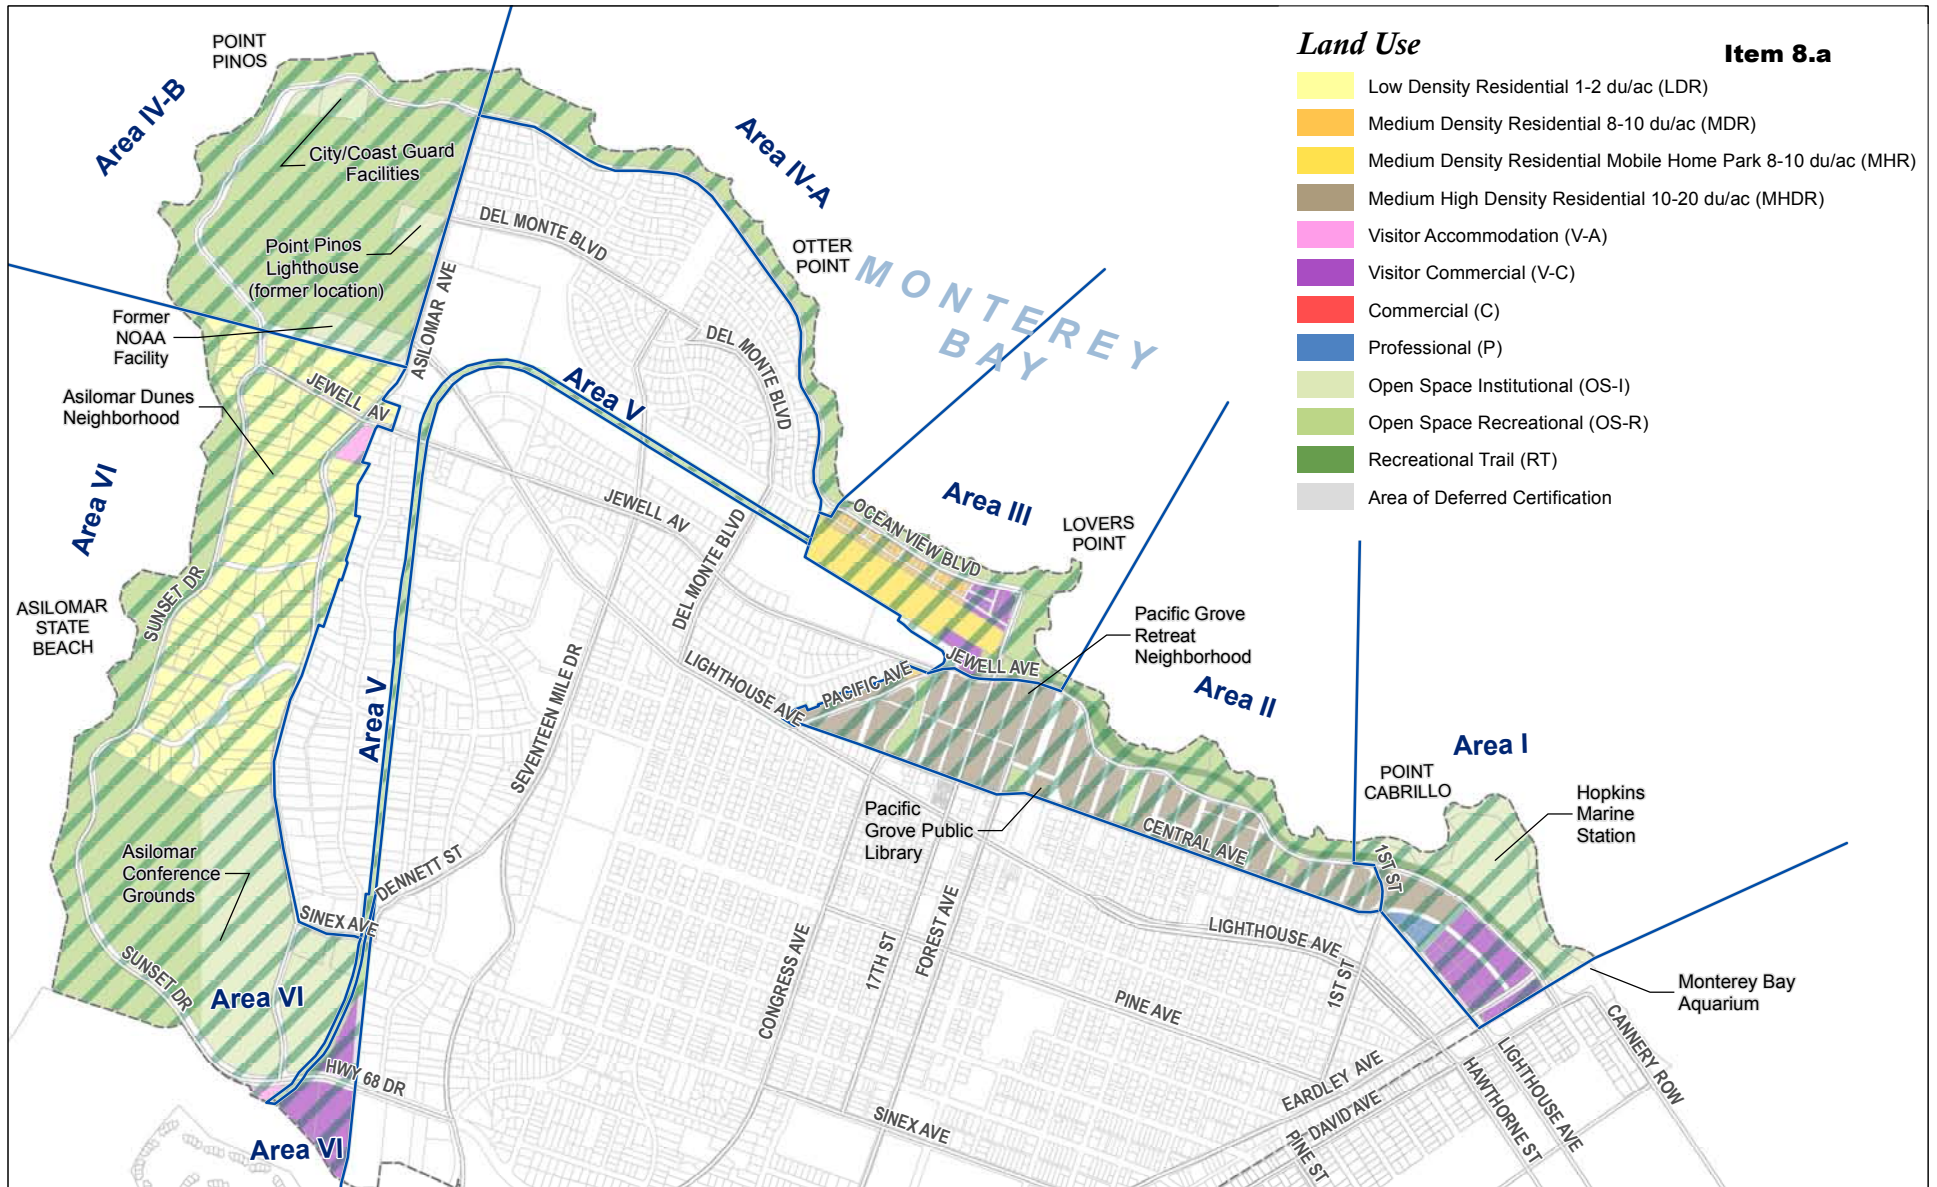 Land Use
Item 8.a
Low Density Residential 1-2 du/ac (LDR)
Medium Density Residential 8-10 du/ac (MDR)
Medium Density Residential Mobile Home Park 8-10 du/ac (MHR)
Medium High Density Residential 10-20 du/ac (MHDR)
Visitor Accommodation (V-A)
Visitor Commercial (V-C)
Commercial (C)
Professional (P)
Open Space Institutional (OS-I)
Open Space Recreational (OS-R)
Recreational Trail (RT)
Area of Deferred Certification
POINT
PINOS
Area IV-B
City/Coast Guard
Facilities
Area IV-A
DEL MONTE BLVD
Point Pinos
Lighthouse
(former location)
OTTER
POINT
MONTEREY
BAY
ASILOMAR AVE
Former
NOAA
Facility
DEL MONTE BLVD
Asilomar Dunes
Neighborhood
JEWELL AV
Area V
Area VI
JEWELL AV
DEL MONTE BLVD
OCEAN VIEW BLVD
Area III
LOVERS
POINT
ASILOMAR
STATE
BEACH
SUNSET DR
Area V
SEVENTEEN MILE DR
LIGHTHOUSE AVE
PACIFIC AVE
JEWELL AVE
Pacific Grove
Retreat
Neighborhood
Area II
Area I
POINT
CABRILLO
Hopkins
Marine
Station
Pacific
Grove Public
Library
CENTRAL AVE
1ST ST
Asilomar
Conference
Grounds
DENNETT ST
SINEX AVE
SUNSET DR
Area VI
CONGRESS AVE
17TH ST
FOREST AVE
LIGHTHOUSE AVE
1ST ST
PINE AVE
Monterey Bay
Aquarium
CANNERY ROW
HWY 68 DR
SINEX AVE
EARDLEY AVE
DAVID AVE
PINE ST
HAWTHORNE ST
LIGHTHOUSE AVE
Area VI